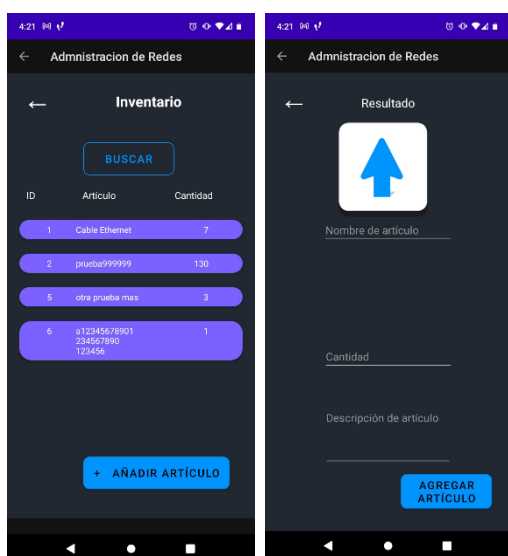 4:21
Admnistracion de Redes
Inventario
BUSCAR
ID Artículo Cantidad
1 Cable Ethernet 7
2 prueba999999 130
5 otra prueba mas 3
6 a12345678901 1
234567890
123456
+ AÑADIR ARTÍCULO
4:21
Admnistracion de Redes
Resultado
Nombre de artículo
Cantidad
Descripción de artículo
AGREGAR
ARTÍCULO